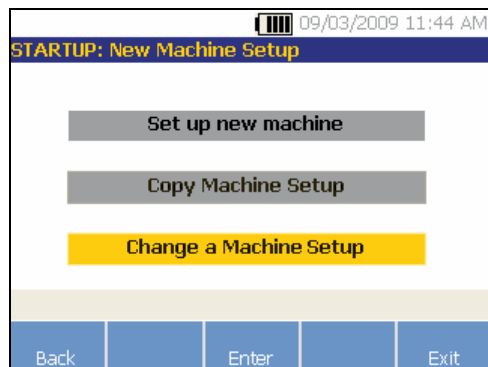 09/03/2009 11:44 AM
STARTUP: New Machine Setup
Set up new machine
Copy Machine Setup
Change a Machine Setup
Back Enter Exit